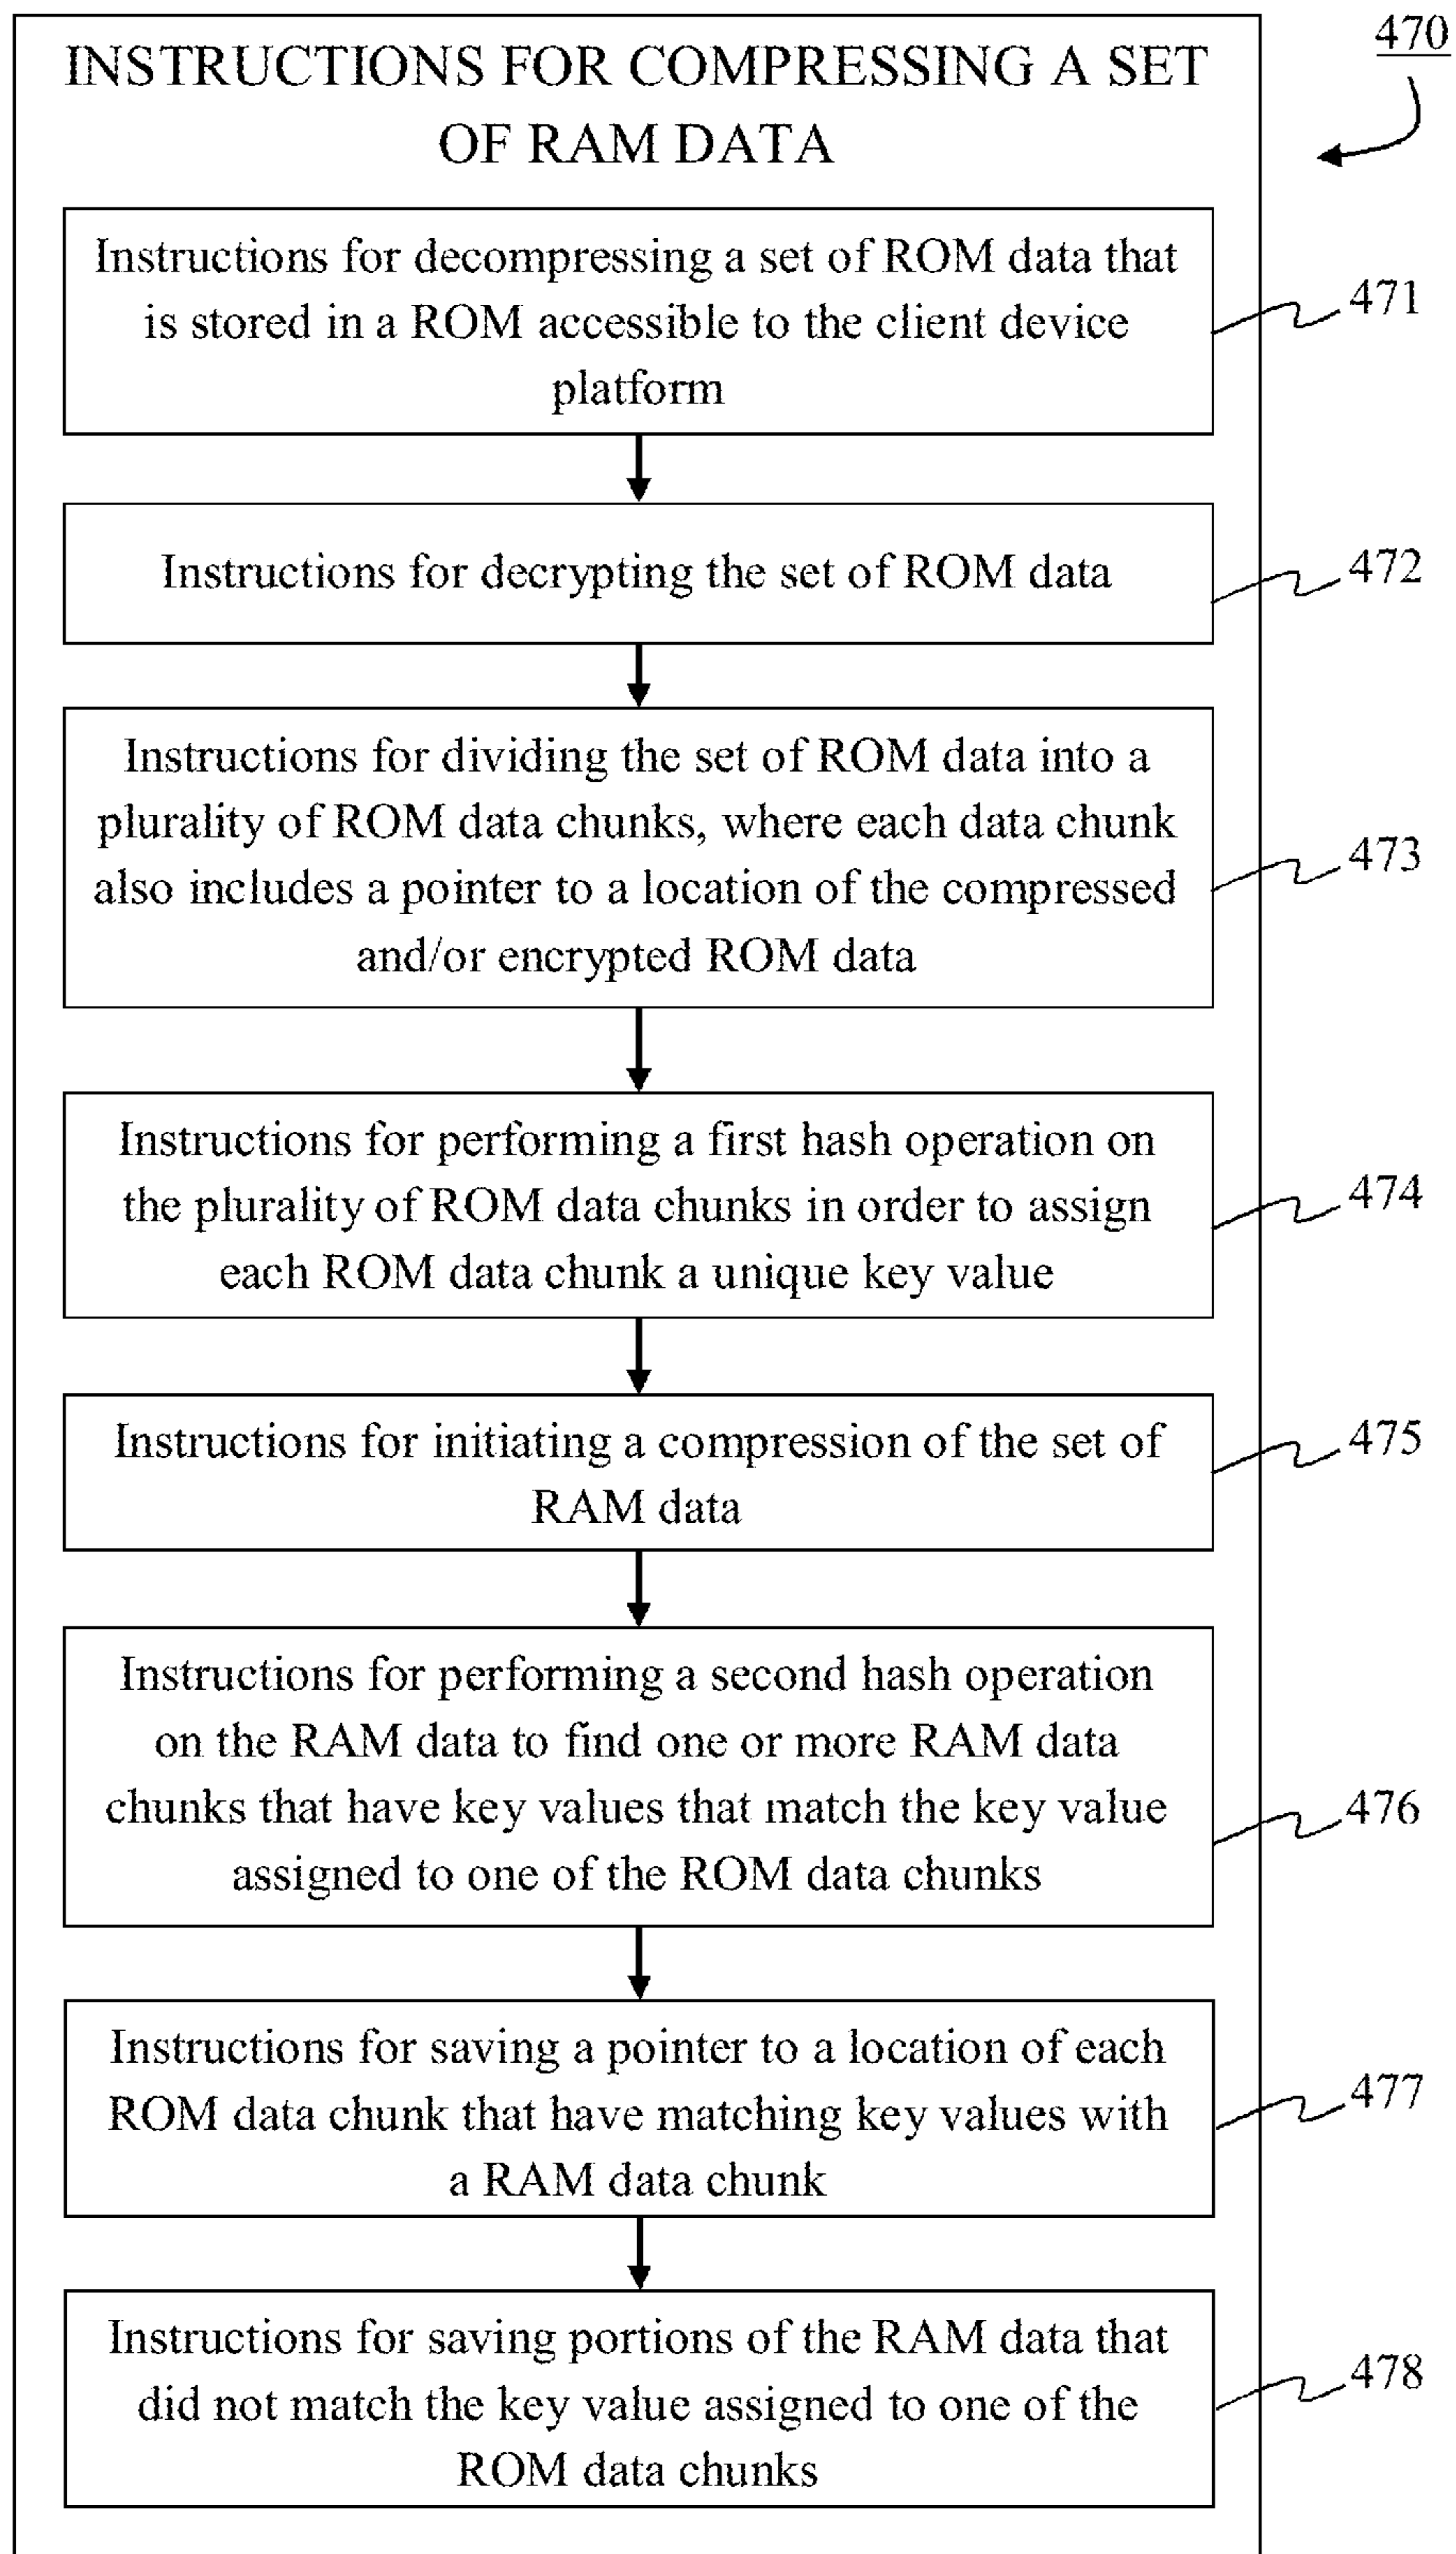 470
INSTRUCTIONS FOR COMPRESSING A SET
OF RAM DATA
Instructions for decompressing a set of ROM data that
is stored in a ROM accessible to the client device
platform
471
Instructions for decrypting the set of ROM data
472
Instructions for dividing the set of ROM data into a
plurality of ROM data chunks, where each data chunk
also includes a pointer to a location of the compressed
and/or encrypted ROM data
473
Instructions for performing a first hash operation on
the plurality of ROM data chunks in order to assign
each ROM data chunk a unique key value
474
Instructions for initiating a compression of the set of
RAM data
475
Instructions for performing a second hash operation
on the RAM data to find one or more RAM data
chunks that have key values that match the key value
assigned to one of the ROM data chunks
476
Instructions for saving a pointer to a location of each
ROM data chunk that have matching key values with
a RAM data chunk
477
Instructions for saving portions of the RAM data that
did not match the key value assigned to one of the
ROM data chunks
478